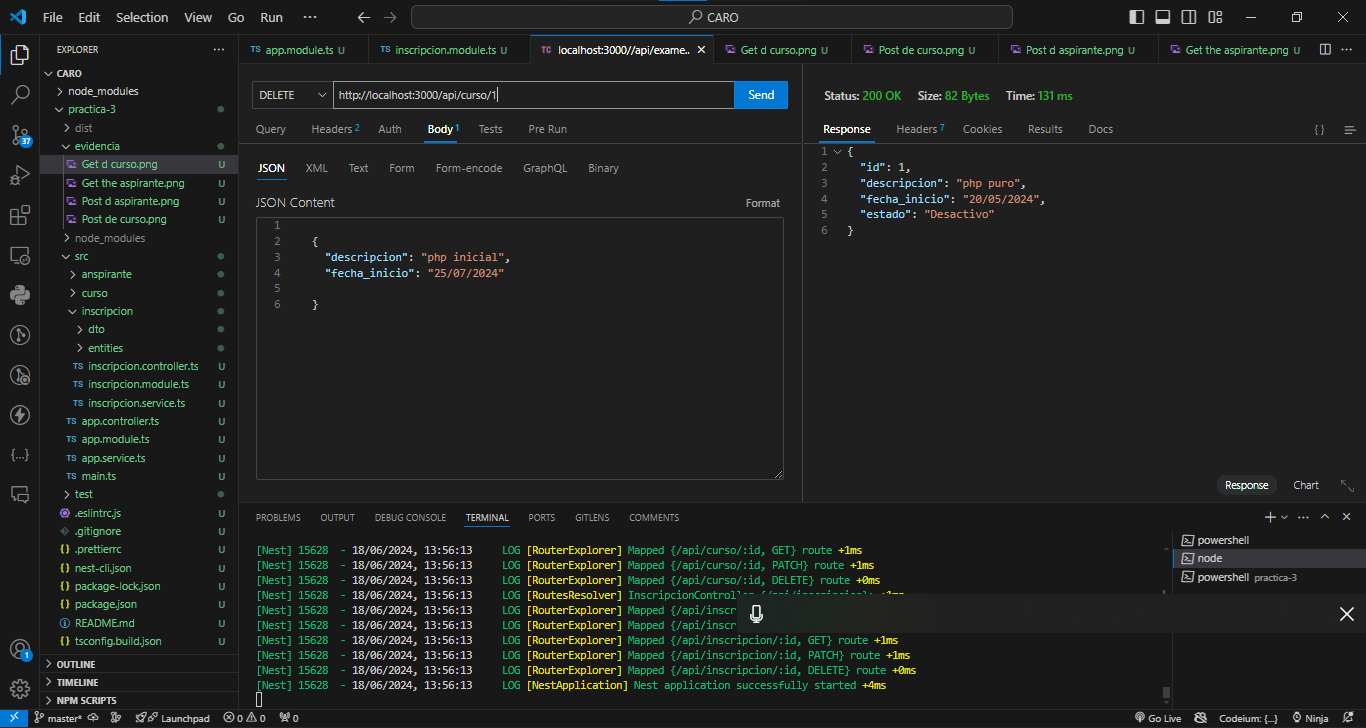 File Edit Selection View Go Run ··· CARO
EXPLORER ···
CARO
node_modules
practica-3
dist
evidencia
Get d curso.png U
Get the aspirante.png U
Post d aspirante.png U
Post de curso.png U
node_modules
src
anspirante
curso
inscripcion
dto
entities
TS inscripcion.controller.ts U
TS inscripcion.module.ts U
TS inscripcion.service.ts U
TS app.controller.ts U
TS app.module.ts U
TS app.service.ts U
TS main.ts U
test
.eslintrc.js U
.gitignore U
.prettierrc U
nest-cli.json U
package-lock.json U
package.json U
README.md U
tsconfig.build.json U
OUTLINE
TIMELINE
NPM SCRIPTS
37
1
TS app.module.ts U TS inscripcion.module.ts U TC localhost:3000//api/exame.. Get d curso.png U Post de curso.png U Post d aspirante.png U Get the aspirante.png U ···
DELETE http://localhost:3000/api/curso/1 Send
Query Headers 2 Auth Body 1 Tests Pre Run
JSON XML Text Form Form-encode GraphQL Binary
JSON Content Format
1
2 {
3 "descripcion": "php inicial",
4 "fecha_inicio": "25/07/2024"
5
6 }
Status: 200 OK Size: 82 Bytes Time: 131 ms
Response Headers 7 Cookies Results Docs { }
1 {
2 "id": 1,
3 "descripcion": "php puro",
4 "fecha_inicio": "20/05/2024",
5 "estado": "Desactivo"
6 }
Response Chart
PROBLEMS OUTPUT DEBUG CONSOLE TERMINAL PORTS GITLENS COMMENTS
[Nest] 15628 - 18/06/2024, 13:56:13 LOG [RouterExplorer] Mapped {/api/curso/:id, GET} route +1ms
[Nest] 15628 - 18/06/2024, 13:56:13 LOG [RouterExplorer] Mapped {/api/curso/:id, PATCH} route +1ms
[Nest] 15628 - 18/06/2024, 13:56:13 LOG [RouterExplorer] Mapped {/api/curso/:id, DELETE} route +0ms
[Nest] 15628 - 18/06/2024, 13:56:13 LOG [RoutesResolver] InscripcionController
[Nest] 15628 - 18/06/2024, 13:56:13 LOG [RouterExplorer] Mapped {/api/inscr
[Nest] 15628 - 18/06/2024, 13:56:13 LOG [RouterExplorer] Mapped {/api/inscr
[Nest] 15628 - 18/06/2024, 13:56:13 LOG [RouterExplorer] Mapped {/api/inscripcion/:id, GET} route +1ms
[Nest] 15628 - 18/06/2024, 13:56:13 LOG [RouterExplorer] Mapped {/api/inscripcion/:id, PATCH} route +1ms
[Nest] 15628 - 18/06/2024, 13:56:13 LOG [RouterExplorer] Mapped {/api/inscripcion/:id, DELETE} route +0ms
[Nest] 15628 - 18/06/2024, 13:56:13 LOG [NestApplication] Nest application successfully started +4ms
powershell
node
powershell practica-3
master* Launchpad 0 0 0 Go Live Codeium: {...} Ninja